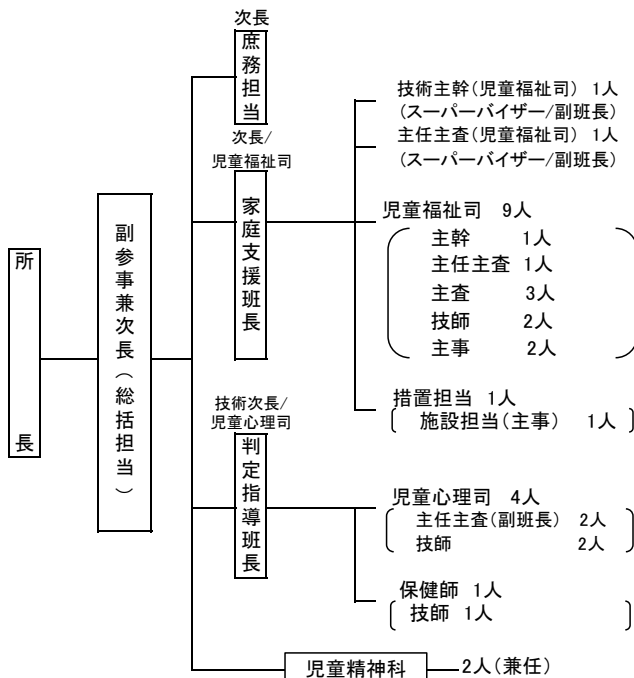 次長
庶務担当
次長/
児童福祉司
家庭支援班長
技術主幹(児童福祉司) 1人
(スーパーバイザー/副班長)
主任主査(児童福祉司) 1人
(スーパーバイザー/副班長)
児童福祉司 9人
主幹 1人
主任主査 1人
主査 3人
技師 2人
主事 2人
措置担当 1人
施設担当(主事) 1人
所長
副参事兼次長(総括担当)
技術次長/
児童心理司
判定指導班長
児童心理司 4人
主任主査(副班長) 2人
技師 2人
保健師 1人
技師 1人
児童精神科
2人(兼任)